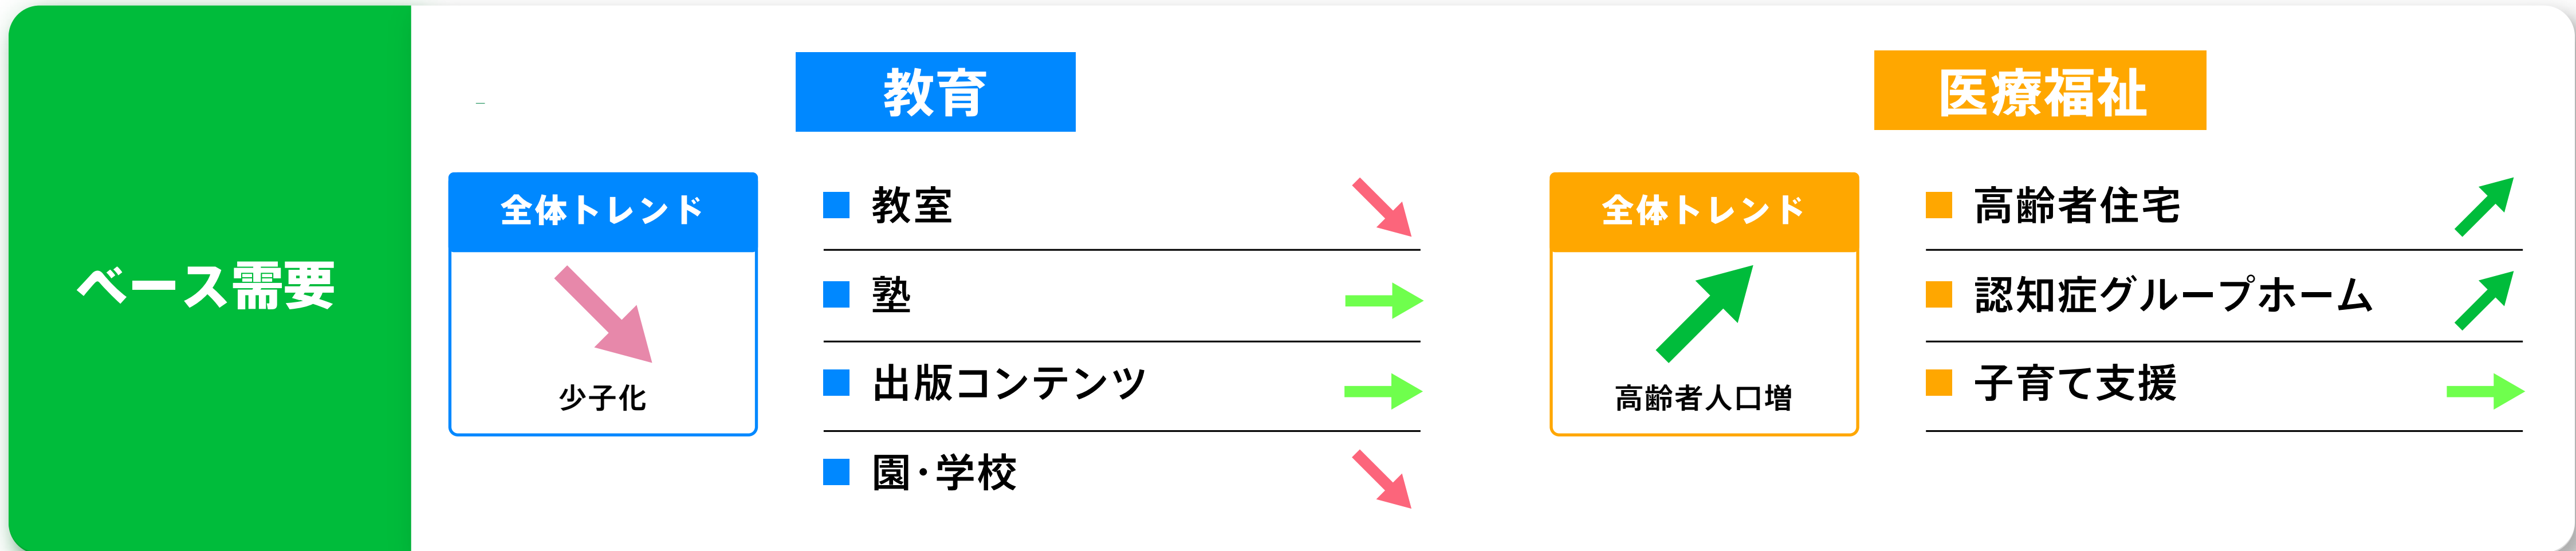 ベース需要
教育
全体トレンド
少子化
教室
塾
出版コンテンツ
園・学校
医療福祉
全体トレンド
高齢者人口増
高齢者住宅
認知症グループホーム
子育て支援